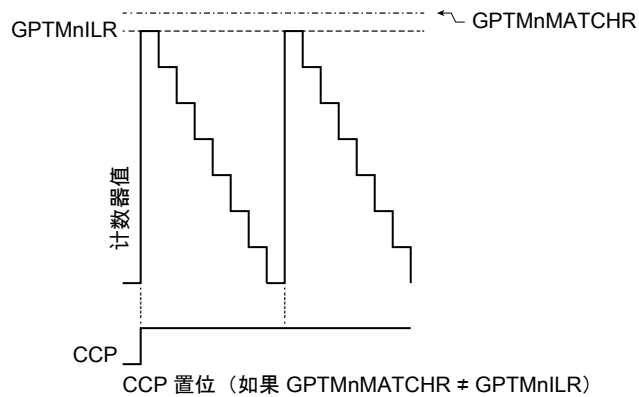 GPTMnMATCHR
GPTMnILR
计数器值
CCP
CCP 置位（如果 GPTMnMATCHR ≠ GPTMnILR）